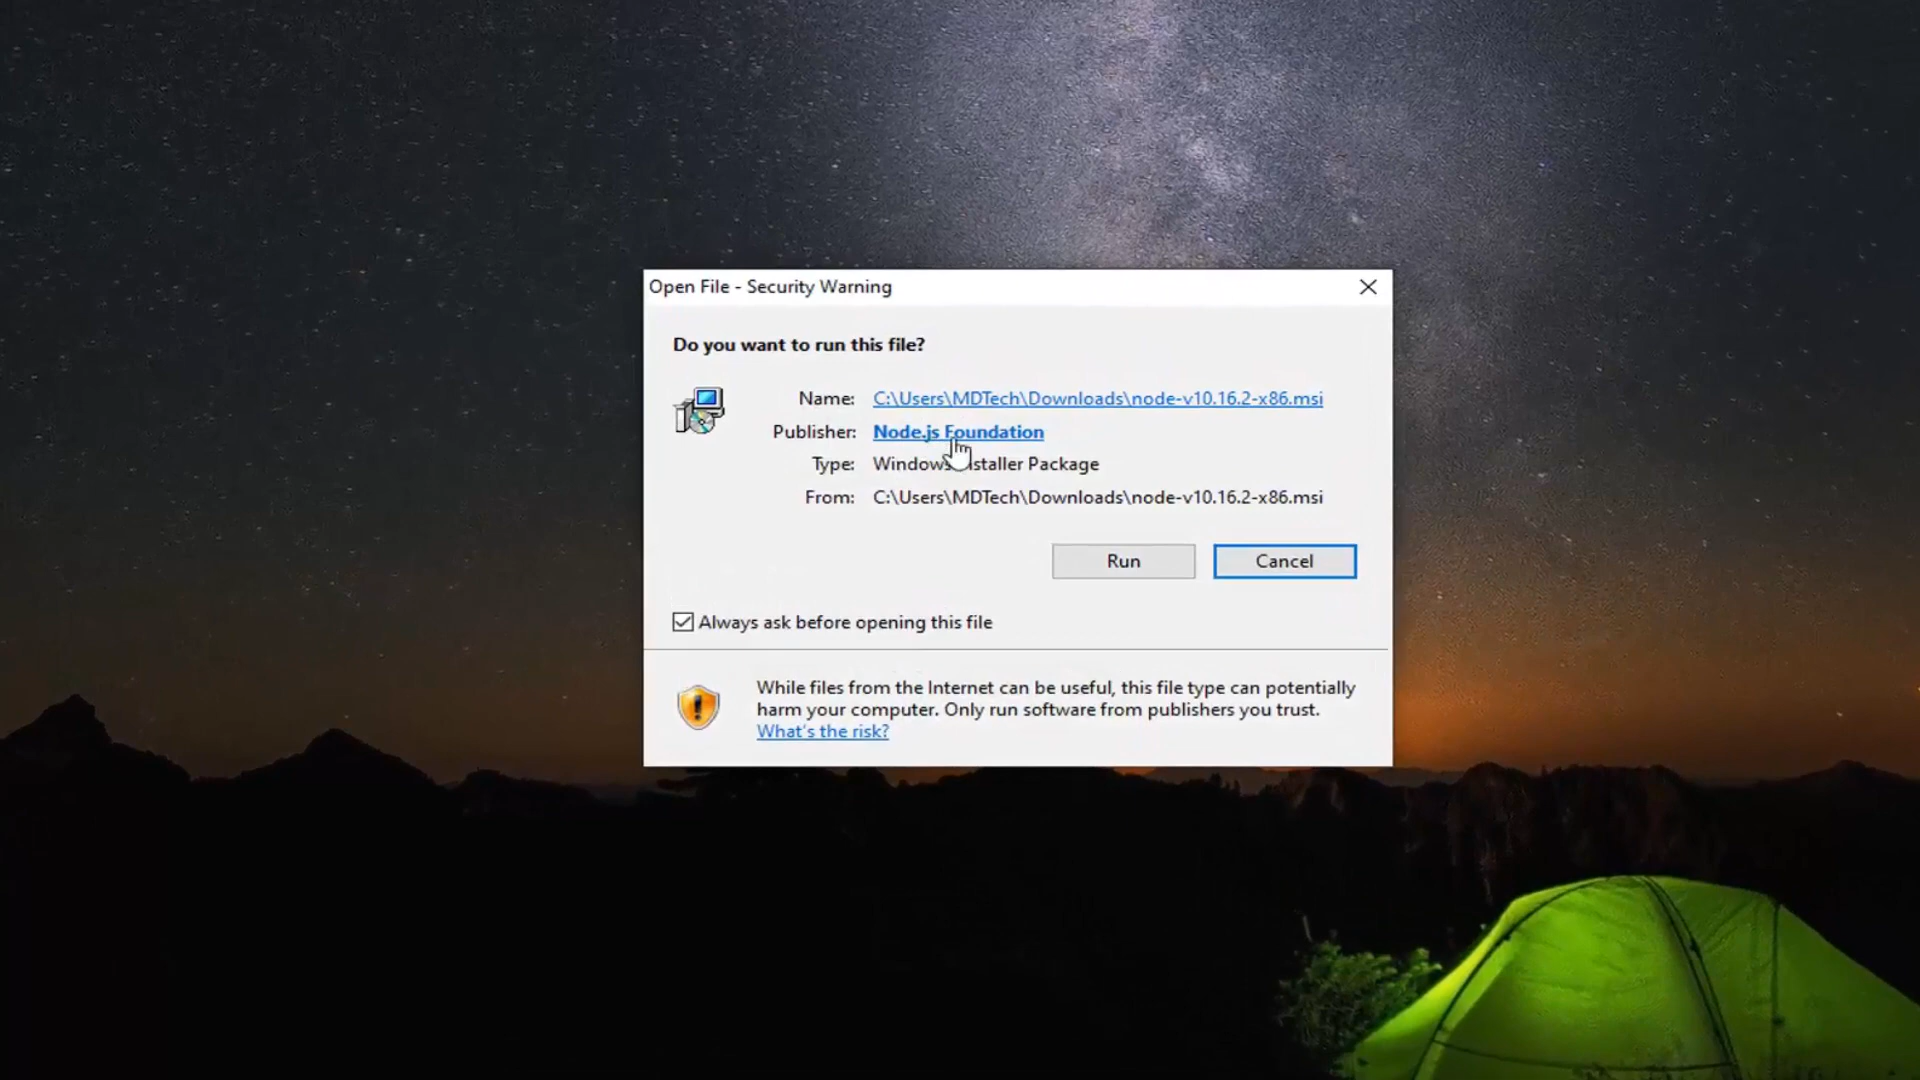 Open File - Security Warning
Do you want to run this file?
Name: C:\Users\MDTech\Downloads\node-v10.16.2-x86.msi
Publisher: Node.js Foundation
Type: Windows staller Package
From: C:\Users\MDTech\Downloads\node-v10.16.2-x86.msi
Run Cancel
Always ask before opening this file
While files from the Internet can be useful, this file type can potentially
harm your computer. Only run software from publishers you trust.
What's the risk?